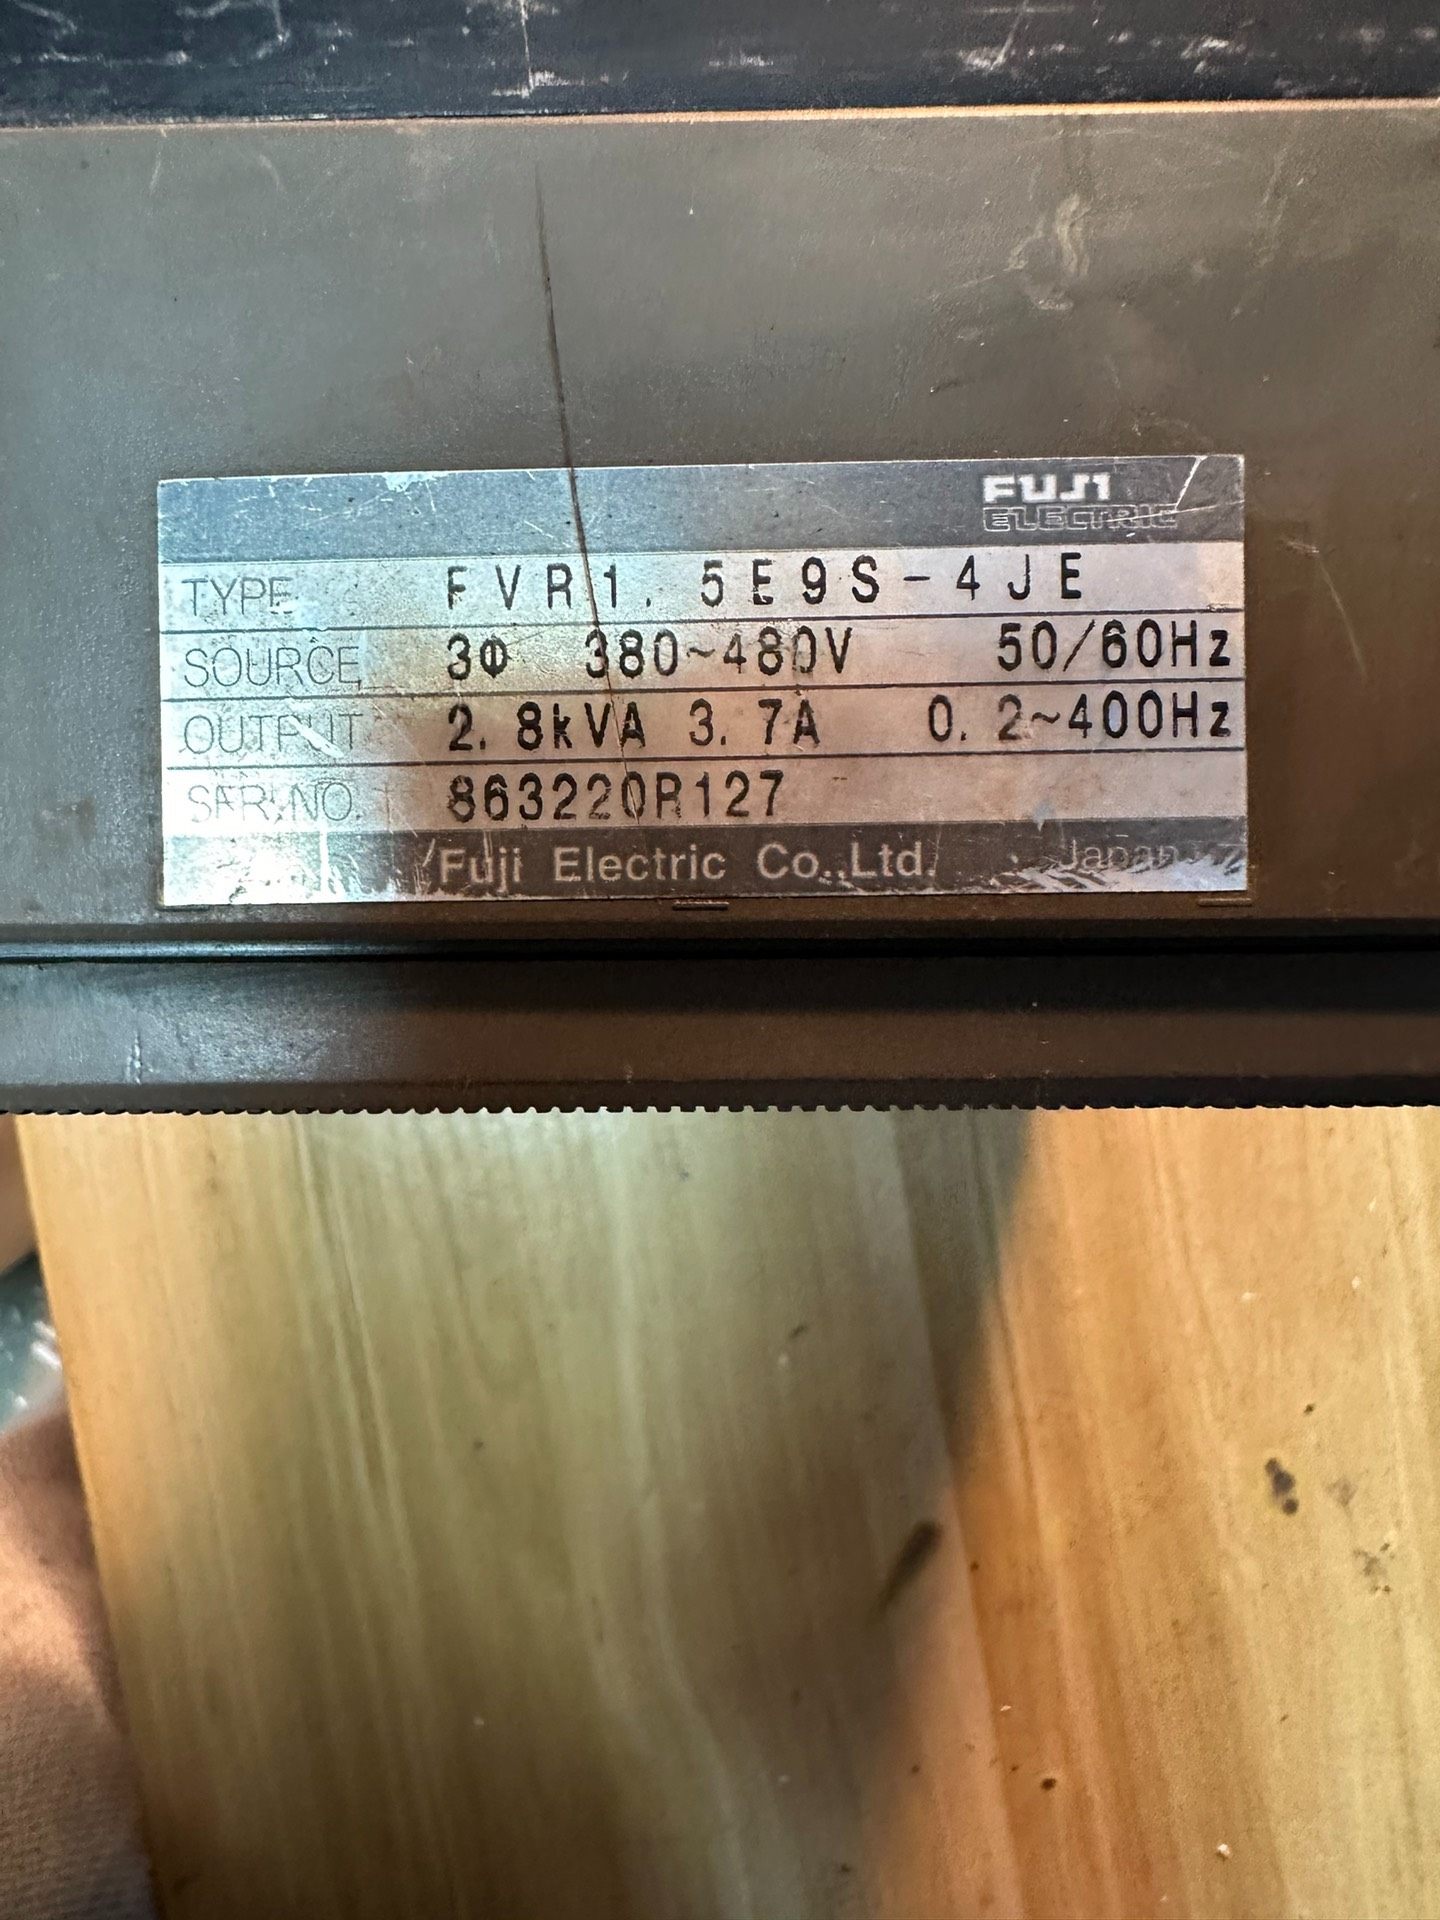 FUJI
ELECTRIC
TYPE FVR1.5E9S-4JE
SOURCE 3Φ 380~480V 50/60Hz
OUTPUT 2.8kVA 3.7A 0.2~400Hz
SER.NO. 863220R127
Fuji Electric Co.,Ltd. Japan